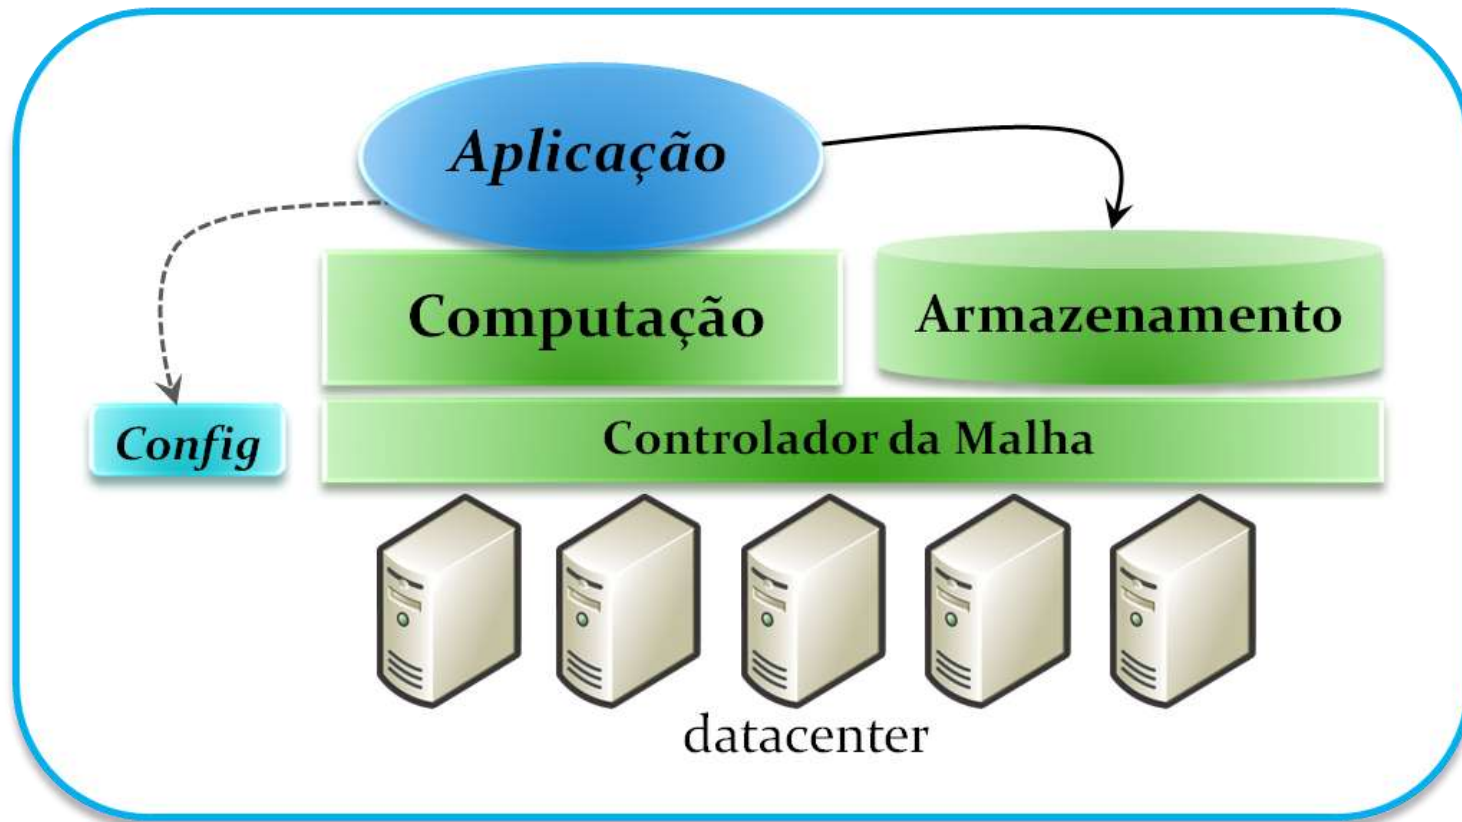 Aplicação
Computação
Armazenamento
Config
Controlador da Malha
datacenter